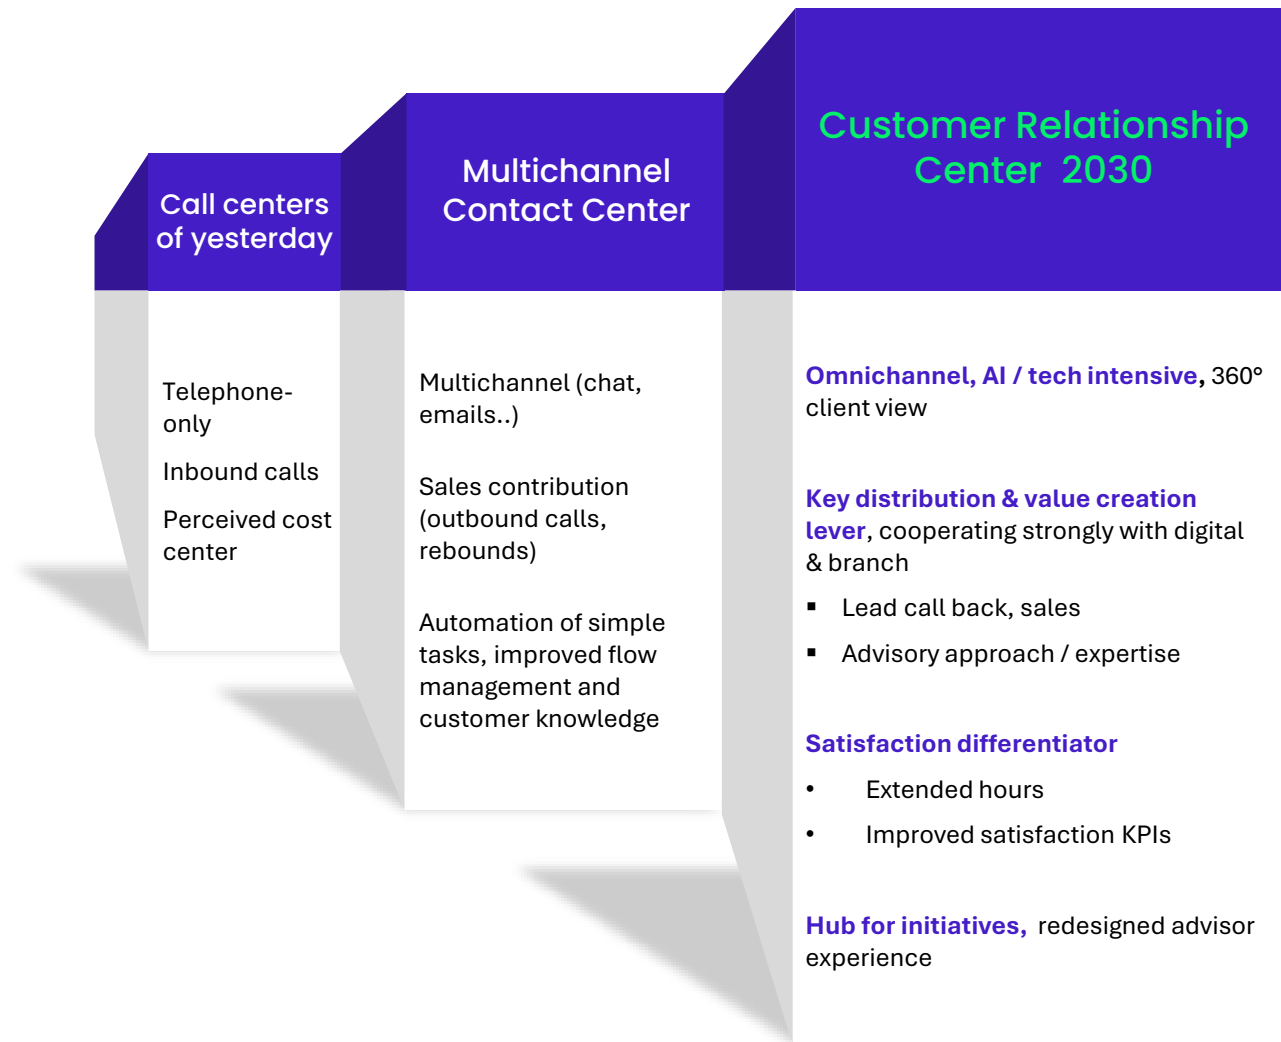 Call centers
of yesterday
Telephone-
only
Inbound calls
Perceived cost
center
Multichannel
Contact Center
Multichannel (chat,
emails..)
Sales contribution
(outbound calls,
rebounds)
Automation of simple
tasks, improved flow
management and
customer knowledge
Customer Relationship
Center 2030
Omnichannel, AI / tech intensive, 360°
client view
Key distribution & value creation
lever, cooperating strongly with digital
& branch
▪ Lead call back, sales
▪ Advisory approach / expertise
Satisfaction differentiator
• Extended hours
• Improved satisfaction KPIs
Hub for initiatives, redesigned advisor
experience